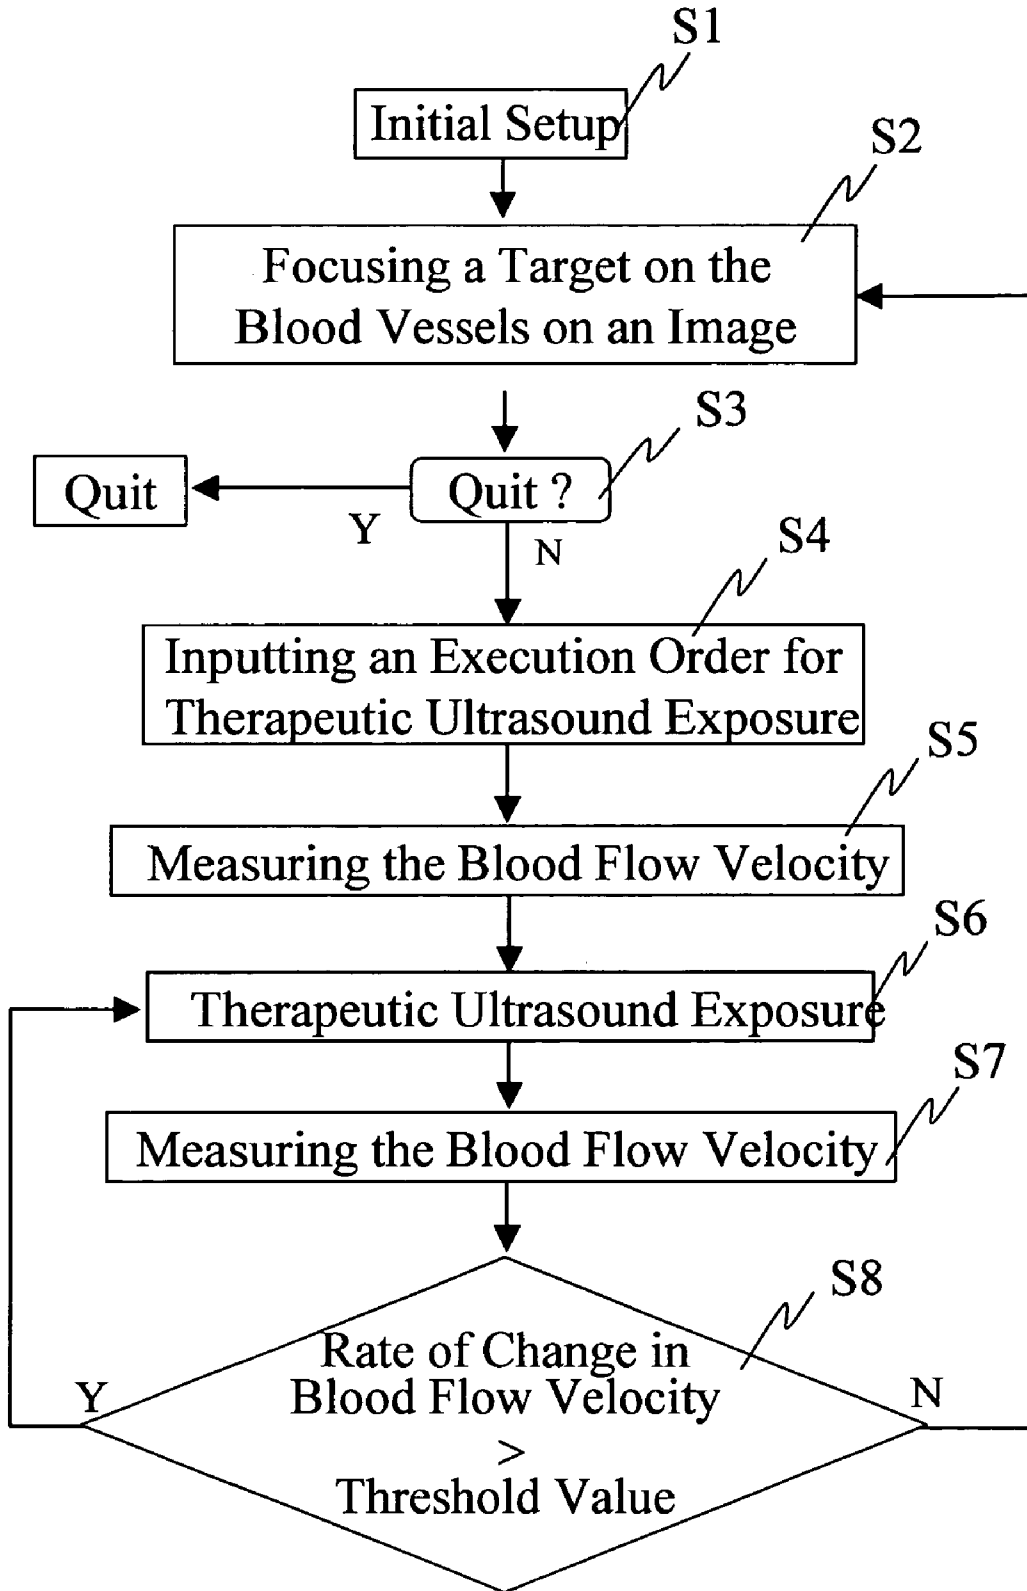 S1
Initial Setup
S2
Focusing a Target on the
Blood Vessels on an Image
S3
Quit
Quit ?
Y
N
S4
Inputting an Execution Order for
Therapeutic Ultrasound Exposure
S5
Measuring the Blood Flow Velocity
S6
Therapeutic Ultrasound Exposure
S7
Measuring the Blood Flow Velocity
S8
Rate of Change in
Blood Flow Velocity
>
Threshold Value
Y
N